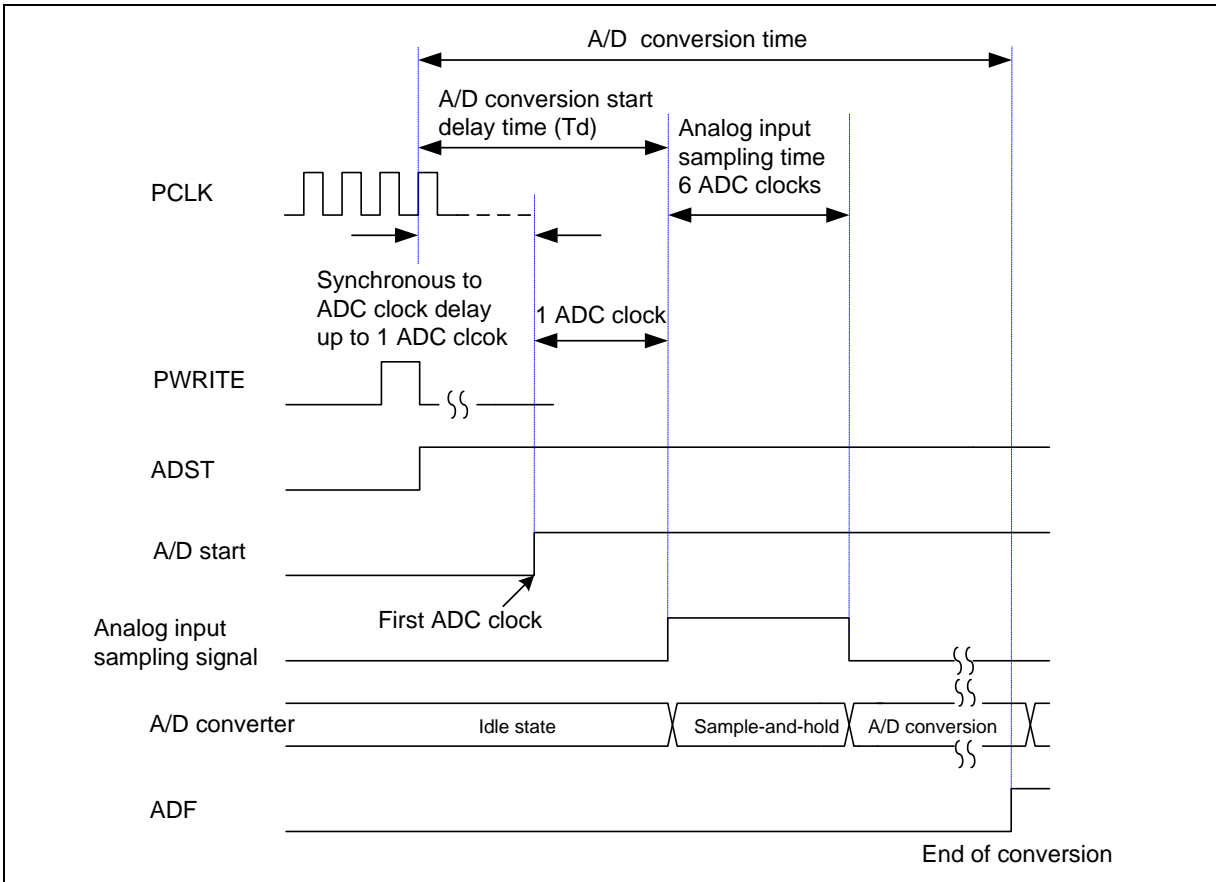 A/D conversion time
A/D conversion start
delay time (Td)
Analog input
sampling time
6 ADC clocks
PCLK
Synchronous to
ADC clock delay
up to 1 ADC clcok
1 ADC clock
PWRITE
ADST
A/D start
First ADC clock
Analog input
sampling signal
A/D converter
Idle state
Sample-and-hold
A/D conversion
ADF
End of conversion